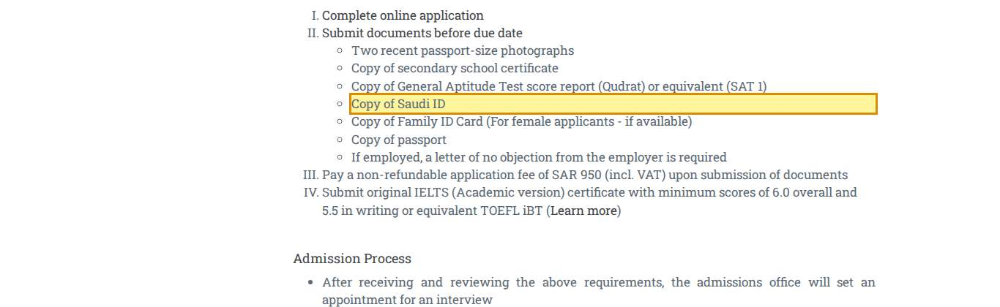 I. Complete online application
II. Submit documents before due date
○ Two recent passport-size photographs
○ Copy of secondary school certificate
○ Copy of General Aptitude Test score report (Qudrat) or equivalent (SAT 1)
○ Copy of Saudi ID
○ Copy of Family ID Card (For female applicants - if available)
○ Copy of passport
○ If employed, a letter of no objection from the employer is required
III. Pay a non-refundable application fee of SAR 950 (incl. VAT) upon submission of documents
IV. Submit original IELTS (Academic version) certificate with minimum scores of 6.0 overall and
5.5 in writing or equivalent TOEFL iBT (Learn more)
Admission Process
• After receiving and reviewing the above requirements, the admissions office will set an
appointment for an interview